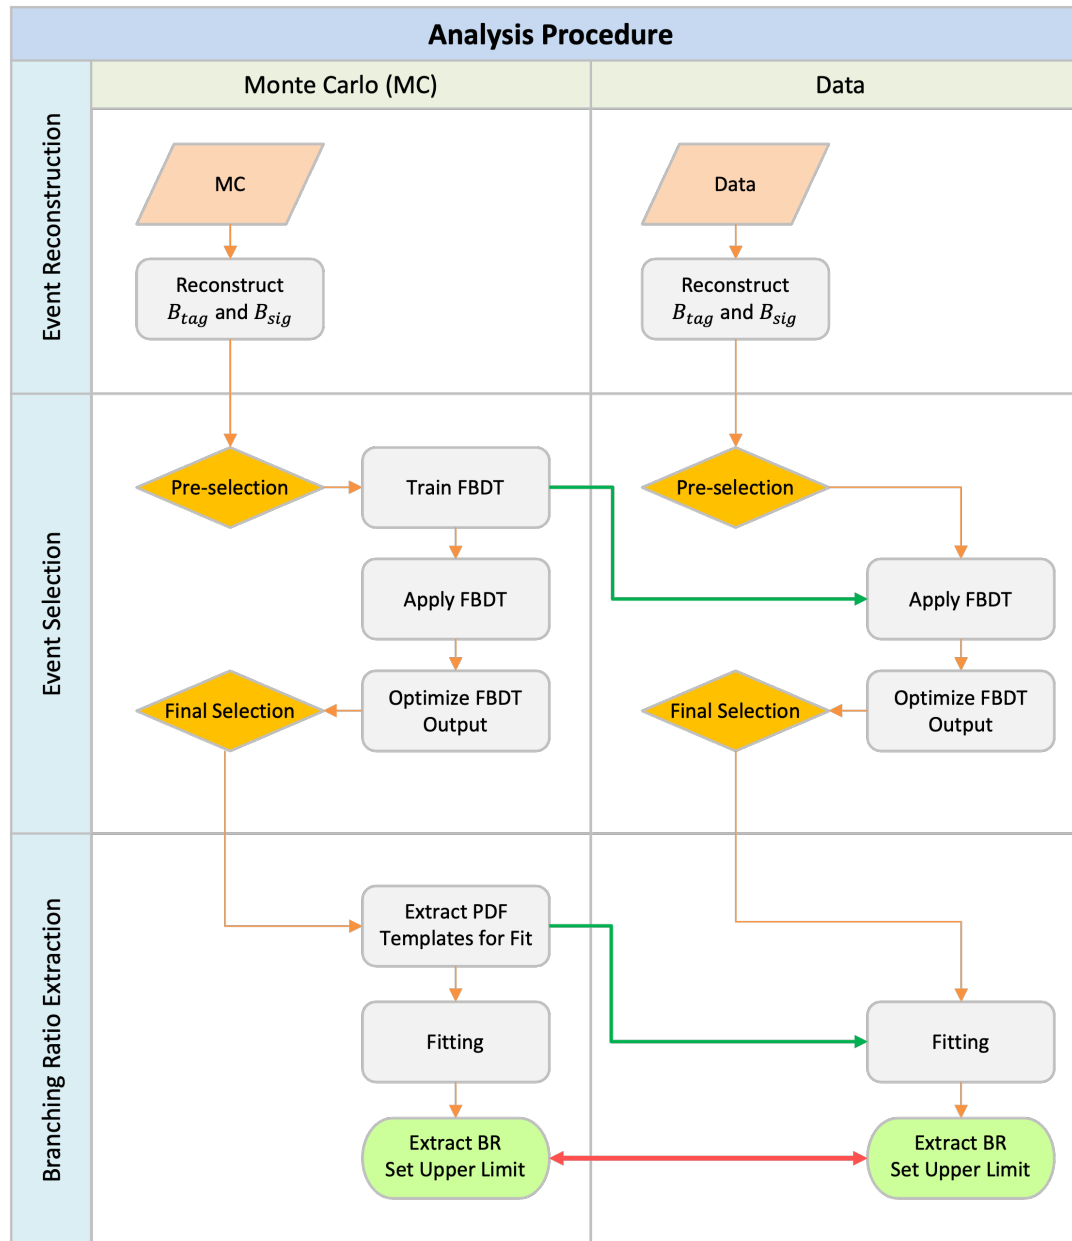 Analysis Procedure
Monte Carlo (MC)
Data
Event Reconstruction
MC
Data
Reconstruct
B_tag and B_sig
Reconstruct
B_tag and B_sig
Event Selection
Pre-selection
Train FBDT
Pre-selection
Apply FBDT
Apply FBDT
Final Selection
Optimize FBDT
Output
Final Selection
Optimize FBDT
Output
Branching Ratio Extraction
Extract PDF
Templates for Fit
Fitting
Fitting
Extract BR
Set Upper Limit
Extract BR
Set Upper Limit